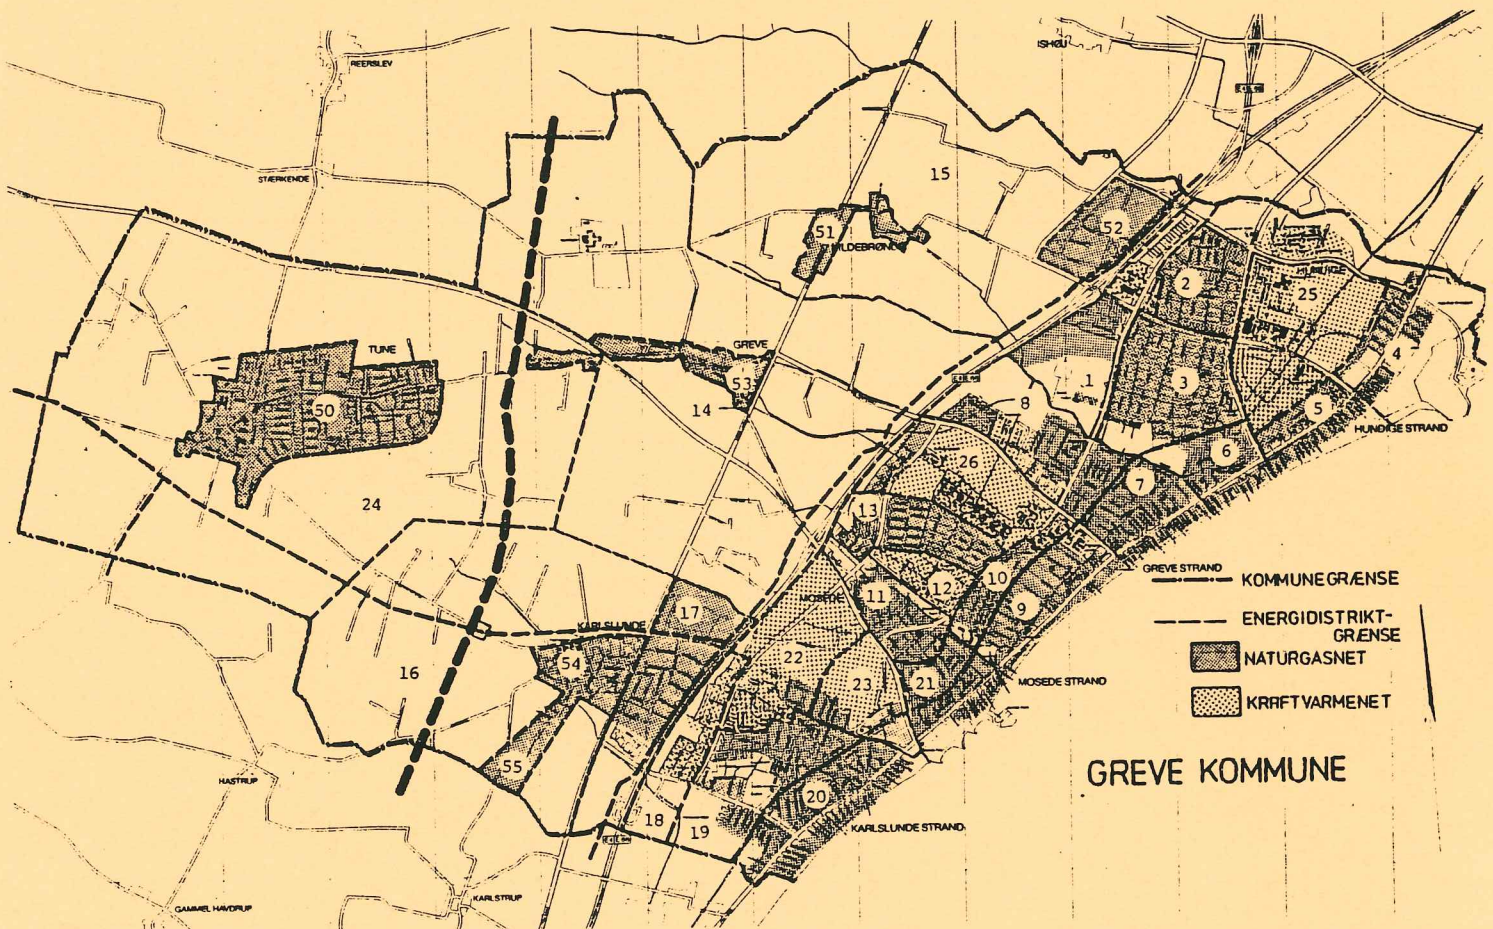 ISHØJ
REERSLEV
STÆRKENDE
15
51
52
HILDEBRØNDE
2
HUNDIGE
25
TUNE
GREVE
53
14
50
1
3
4
8
5
HUNDIGE STRAND
6
26
7
24
13
GREVE STRAND
KOMMUNEGRÆNSE
ENERGIDISTRIKT-
GRÆNSE
NATURGASNET
KRAFTVARMENET
MOSEDE
11
12
10
9
17
KARLSLUNDE
54
16
22
23
21
MOSEDE STRAND
55
HASTRUP
20
18
19
KARLSLUNDE STRAND
GREVE KOMMUNE
KARLSTRUP
GAMMEL HAVDRUP